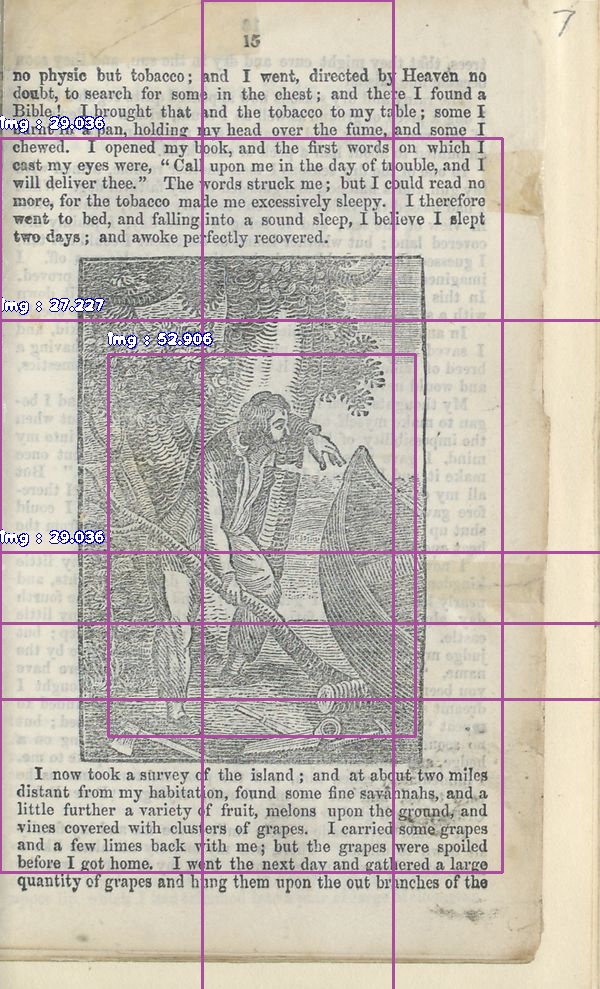 7
15
no physic but tobacco; and I went, directed by Heaven no
doubt, to search for some in the chest; and there I found a
Bible! I brought that and the tobacco to my table; some I
Img : 29.036
burnt in a pan, holding my head over the fume, and some I
chewed. I opened my book, and the first words on which I
cast my eyes were, “Call upon me in the day of trouble, and I
will deliver thee.” The words struck me; but I could read no
more, for the tobacco made me excessively sleepy. I therefore
went to bed, and falling into a sound sleep, I believe I slept
two days; and awoke perfectly recovered.
Img : 27.227
Img : 52.906
Img : 29.036
I now took a survey of the island; and at about two miles
distant from my habitation, found some fine savannahs, and a
little further a variety of fruit, melons upon the ground, and
vines covered with clusters of grapes. I carried some grapes
and a few limes back with me; but the grapes were spoiled
before I got home. I went the next day and gathered a large
quantity of grapes and hung them upon the out branches of the